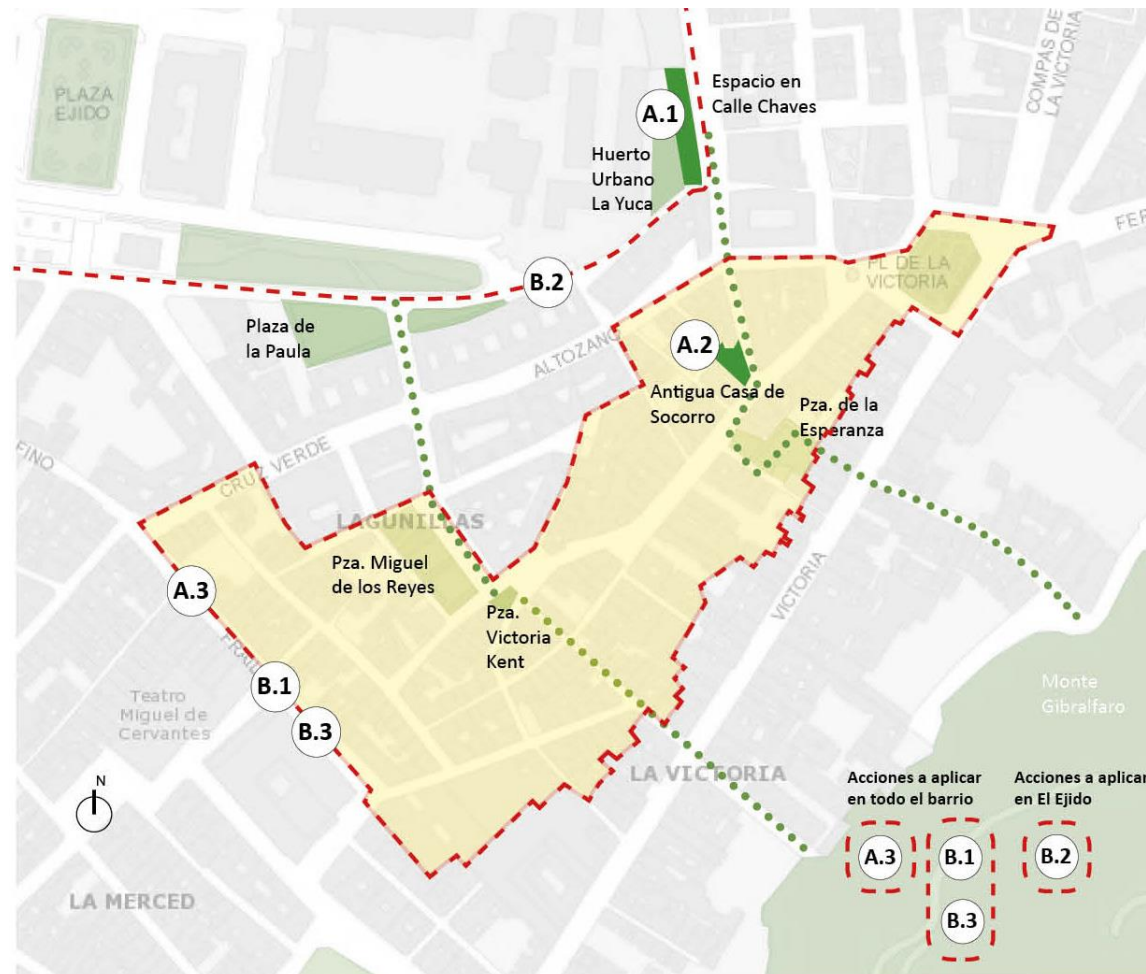 PLAZA
EJIDO
A.1
Espacio en
Calle Chaves
COMPAS DE
LA VICTORIA
Huerto
Urbano
La Yuca
FER
PL DE LA
VICTORIA
B.2
Plaza de
la Paula
ALTOZANO
A.2
Antigua Casa de
Socorro
Pza. de la
Esperanza
FINO
CRUZ VERDE
LAGUNILLAS
Pza. Miguel
de los Reyes
A.3
Pza.
Victoria
Kent
VICTORIA
FRAIL
B.1
B.3
Teatro
Miguel de
Cervantes
Monte
Gibralfaro
LA VICTORIA
N
Acciones a aplicar
en todo el barrio
Acciones a aplicar
en El Ejido
A.3
B.1
B.2
B.3
LA MERCED